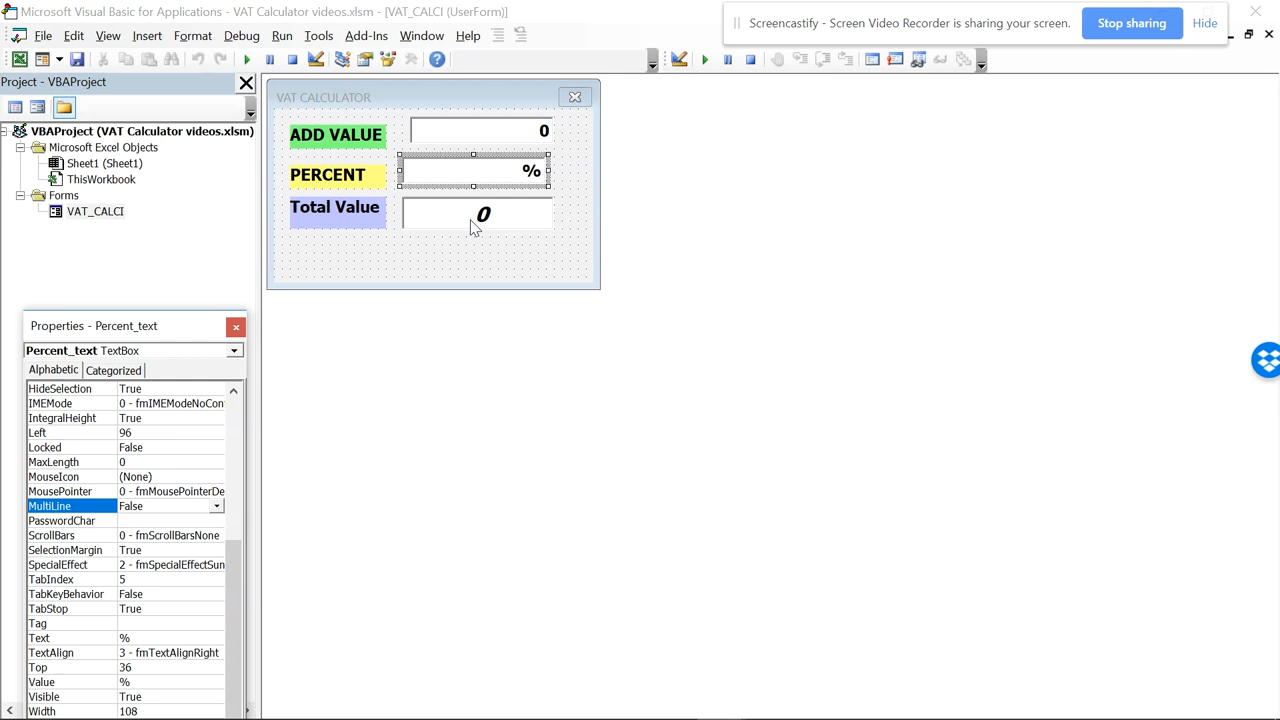 Microsoft Visual Basic for Applications - VAT Calculator videos.xlsm - [VAT_CALCI (UserForm)]
Screencastify - Screen Video Recorder is sharing your screen.
Stop sharing
Hide
File Edit View Insert Format Debug Run Tools Add-Ins Window Help
Project - VBAProject
VBAProject (VAT Calculator videos.xlsm)
Microsoft Excel Objects
Sheet1 (Sheet1)
ThisWorkbook
Forms
VAT_CALCI
VAT CALCULATOR
ADD VALUE 0
PERCENT %
Total Value 0
Properties - Percent_text
Percent_text TextBox
Alphabetic Categorized
HideSelection True
IMEMode 0 - fmIMEModeNoCon
IntegralHeight True
Left 96
Locked False
MaxLength 0
MouseIcon (None)
MousePointer 0 - fmMousePointerDe
MultiLine False
PasswordChar
ScrollBars 0 - fmScrollBarsNone
SelectionMargin True
SpecialEffect 2 - fmSpecialEffectSun
TabIndex 5
TabKeyBehavior False
TabStop True
Tag
Text %
TextAlign 3 - fmTextAlignRight
Top 36
Value %
Visible True
Width 108